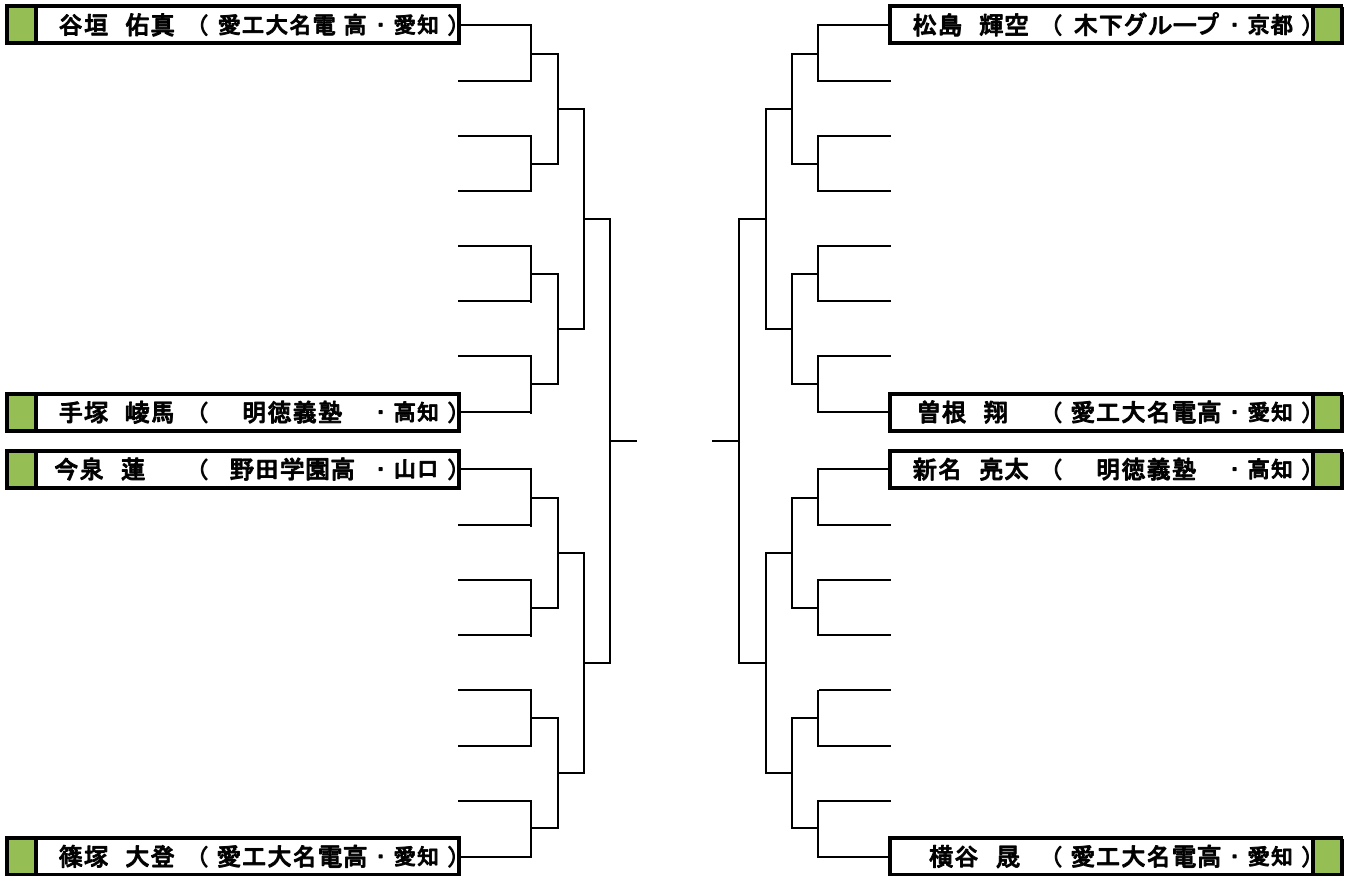 谷垣 佑真 ( 愛工大名電 高 ・ 愛知 )
手塚 崚馬 ( 明徳義塾 ・ 高知 )
今泉 蓮 ( 野田学園高 ・ 山口 )
篠塚 大登 ( 愛工大名電高 ・ 愛知 )
松島 輝空 ( 木下グループ ・ 京都 )
曽根 翔 ( 愛工大名電高 ・ 愛知 )
新名 亮太 ( 明徳義塾 ・ 高知 )
横谷 晟 ( 愛工大名電高 ・ 愛知 )